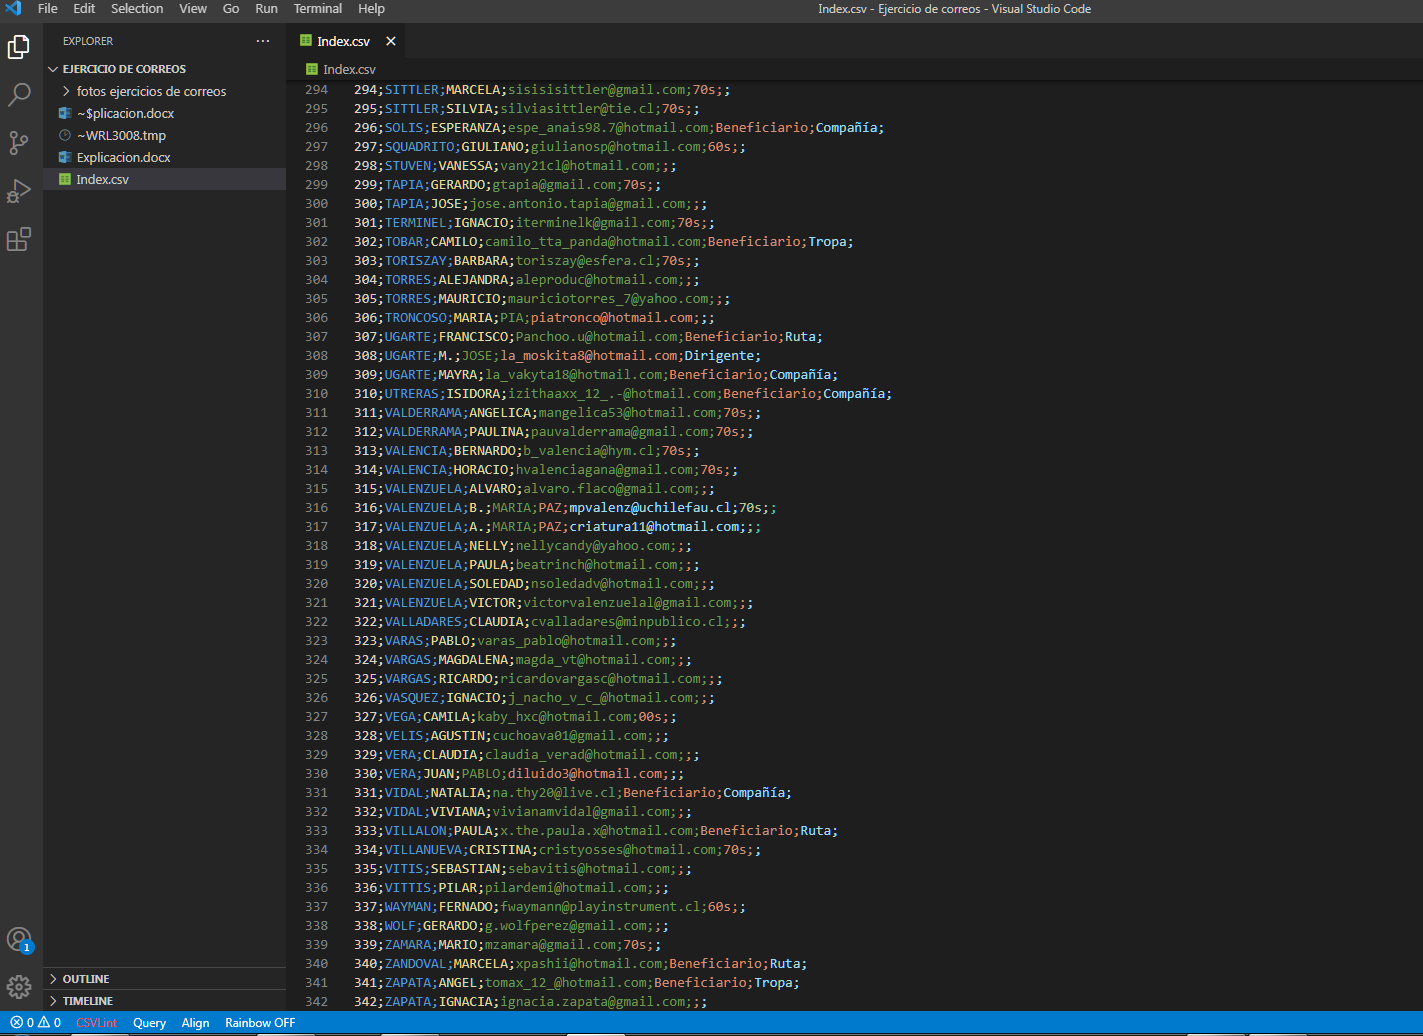 File Edit Selection View Go Run Terminal Help
Index.csv - Ejercicio de correos - Visual Studio Code
EXPLORER ···
EJERCICIO DE CORREOS
fotos ejercicios de correos
~$plicacion.docx
~WRL3008.tmp
Explicacion.docx
Index.csv
OUTLINE
TIMELINE
1
Index.csv
Index.csv
294 294;SITTLER;MARCELA;sisisisittler@gmail.com;70s;;
295 295;SITTLER;SILVIA;silviasittler@tie.cl;70s;;
296 296;SOLIS;ESPERANZA;espe_anais98.7@hotmail.com;Beneficiario;Compañía;
297 297;SQUADRITO;GIULIANO;giulianosp@hotmail.com;60s;;
298 298;STUVEN;VANESSA;vany21cl@hotmail.com;;;
299 299;TAPIA;GERARDO;gtapia@gmail.com;70s;;
300 300;TAPIA;JOSE;jose.antonio.tapia@gmail.com;;;
301 301;TERMINEL;IGNACIO;iterminelk@gmail.com;70s;;
302 302;TOBAR;CAMILO;camilo_tta_panda@hotmail.com;Beneficiario;Tropa;
303 303;TORISZAY;BARBARA;toriszay@esfera.cl;70s;;
304 304;TORRES;ALEJANDRA;aleproduc@hotmail.com;;;
305 305;TORRES;MAURICIO;mauriciotorres_7@yahoo.com;;;
306 306;TRONCOSO;MARIA;PIA;piatronco@hotmail.com;;;
307 307;UGARTE;FRANCISCO;Panchoo.u@hotmail.com;Beneficiario;Ruta;
308 308;UGARTE;M.;JOSE;la_moskita8@hotmail.com;Dirigente;
309 309;UGARTE;MAYRA;la_vakyta18@hotmail.com;Beneficiario;Compañía;
310 310;UTRERAS;ISIDORA;izithaaxx_12_.-@hotmail.com;Beneficiario;Compañía;
311 311;VALDERRAMA;ANGELICA;mangelica53@hotmail.com;70s;;
312 312;VALDERRAMA;PAULINA;pauvalderrama@gmail.com;70s;;
313 313;VALENCIA;BERNARDO;b_valencia@hym.cl;70s;;
314 314;VALENCIA;HORACIO;hvalenciagana@gmail.com;70s;;
315 315;VALENZUELA;ALVARO;alvaro.flaco@gmail.com;;;
316 316;VALENZUELA;B.;MARIA;PAZ;mpvalenz@uchilefau.cl;70s;;
317 317;VALENZUELA;A.;MARIA;PAZ;criatura11@hotmail.com;;;
318 318;VALENZUELA;NELLY;nellycandy@yahoo.com;;;
319 319;VALENZUELA;PAULA;beatrinch@hotmail.com;;;
320 320;VALENZUELA;SOLEDAD;nsoledadv@hotmail.com;;;
321 321;VALENZUELA;VICTOR;victorvalenzuelal@gmail.com;;;
322 322;VALLADARES;CLAUDIA;cvalladares@minpublico.cl;;;
323 323;VARAS;PABLO;varas_pablo@hotmail.com;;;
324 324;VARGAS;MAGDALENA;magda_vt@hotmail.com;;;
325 325;VARGAS;RICARDO;ricardovargasc@hotmail.com;;;
326 326;VASQUEZ;IGNACIO;j_nacho_v_c_@hotmail.com;;;
327 327;VEGA;CAMILA;kaby_hxc@hotmail.com;00s;;
328 328;VELIS;AGUSTIN;cuchoava01@gmail.com;;;
329 329;VERA;CLAUDIA;claudia_verad@hotmail.com;;;
330 330;VERA;JUAN;PABLO;diluido3@hotmail.com;;;
331 331;VIDAL;NATALIA;na.thy20@live.cl;Beneficiario;Compañía;
332 332;VIDAL;VIVIANA;vivianamvidal@gmail.com;;;
333 333;VILLALON;PAULA;x.the.paula.x@hotmail.com;Beneficiario;Ruta;
334 334;VILLANUEVA;CRISTINA;cristyosses@hotmail.com;70s;;
335 335;VITIS;SEBASTIAN;sebavitis@hotmail.com;;;
336 336;VITTIS;PILAR;pilardemi@hotmail.com;;;
337 337;WAYMAN;FERNADO;fwaymann@playinstrument.cl;60s;;
338 338;WOLF;GERARDO;g.wolfperez@gmail.com;;;
339 339;ZAMARA;MARIO;mzamara@gmail.com;70s;;
340 340;ZANDOVAL;MARCELA;xpashii@hotmail.com;Beneficiario;Ruta;
341 341;ZAPATA;ANGEL;tomax_12_@hotmail.com;Beneficiario;Tropa;
342 342;ZAPATA;IGNACIA;ignacia.zapata@gmail.com;;;
0 0 CSVLint Query Align Rainbow OFF